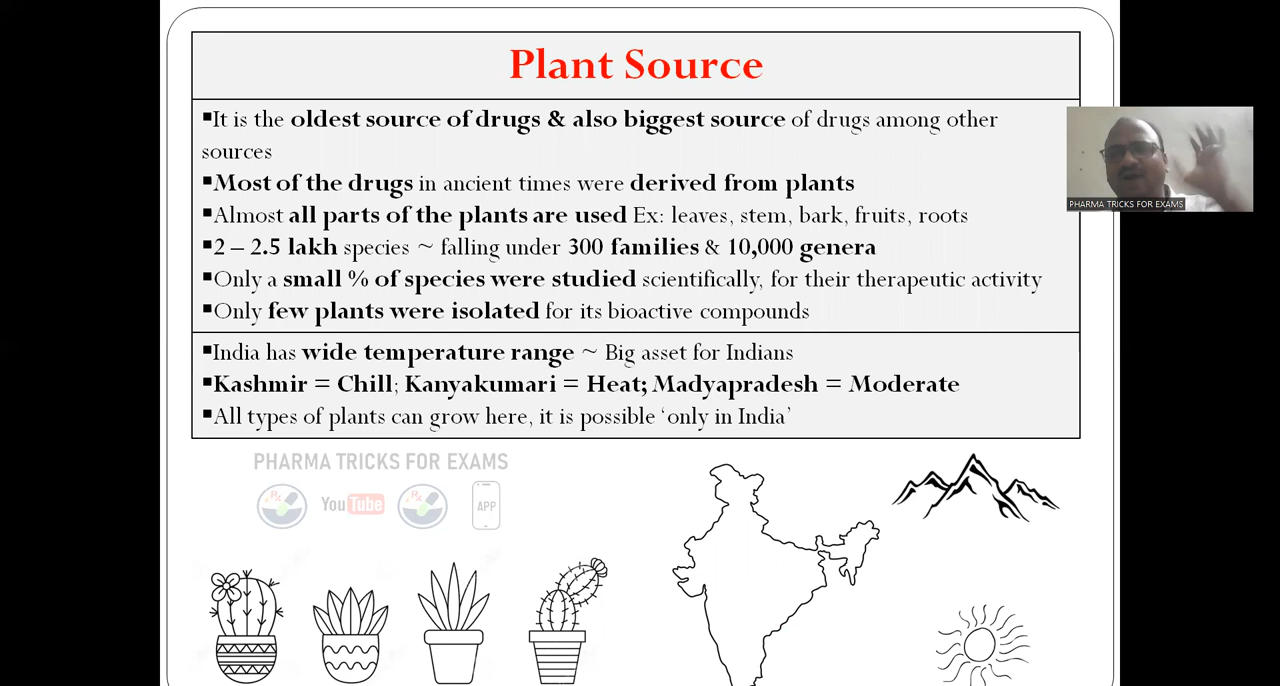 Plant Source
▪It is the oldest source of drugs & also biggest source of drugs among other
sources
▪Most of the drugs in ancient times were derived from plants
▪Almost all parts of the plants are used Ex: leaves, stem, bark, fruits, roots
▪2 – 2.5 lakh species ~ falling under 300 families & 10,000 genera
▪Only a small % of species were studied scientifically, for their therapeutic activity
▪Only few plants were isolated for its bioactive compounds
▪India has wide temperature range ~ Big asset for Indians
▪Kashmir = Chill; Kanyakumari = Heat; Madyapradesh = Moderate
▪All types of plants can grow here, it is possible ‘only in India’
PHARMA TRICKS FOR EXAMS
PHARMA TRICKS FOR EXAMS
Rx YouTube Rx APP